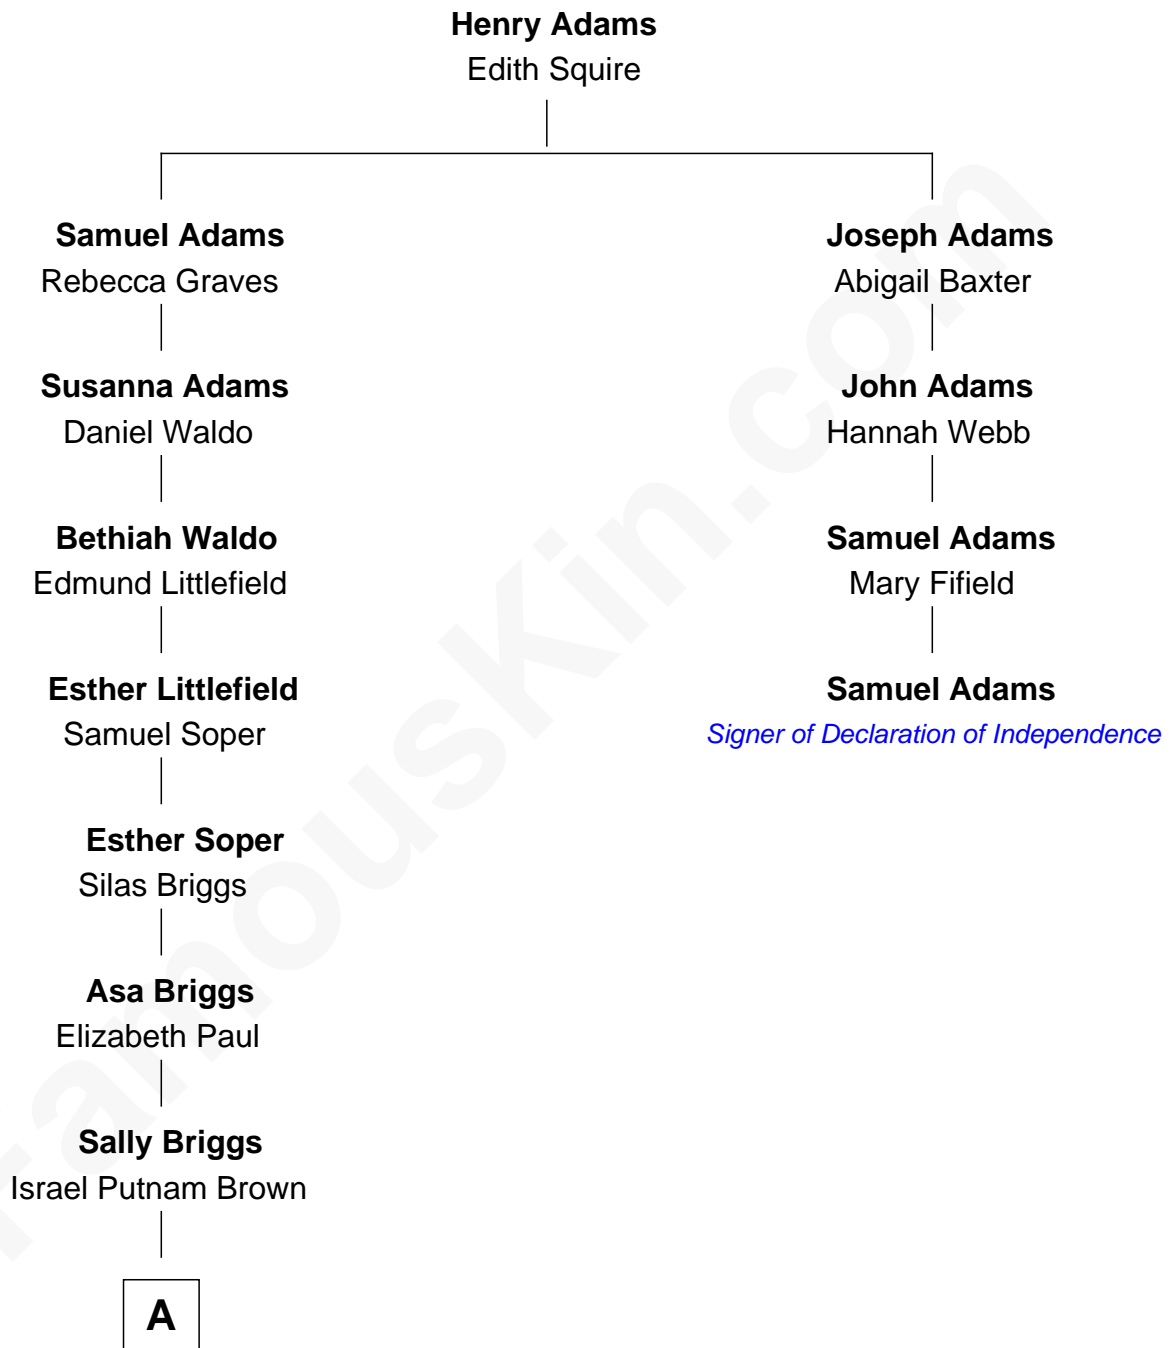 Henry Adams
Edith Squire
Samuel Adams
Rebecca Graves
Joseph Adams
Abigail Baxter
Susanna Adams
Daniel Waldo
John Adams
Hannah Webb
Bethiah Waldo
Edmund Littlefield
Samuel Adams
Mary Fifield
Esther Littlefield
Samuel Soper
Samuel Adams
Signer of Declaration of Independence
Esther Soper
Silas Briggs
Asa Briggs
Elizabeth Paul
Sally Briggs
Israel Putnam Brown
A
FamousKin.com